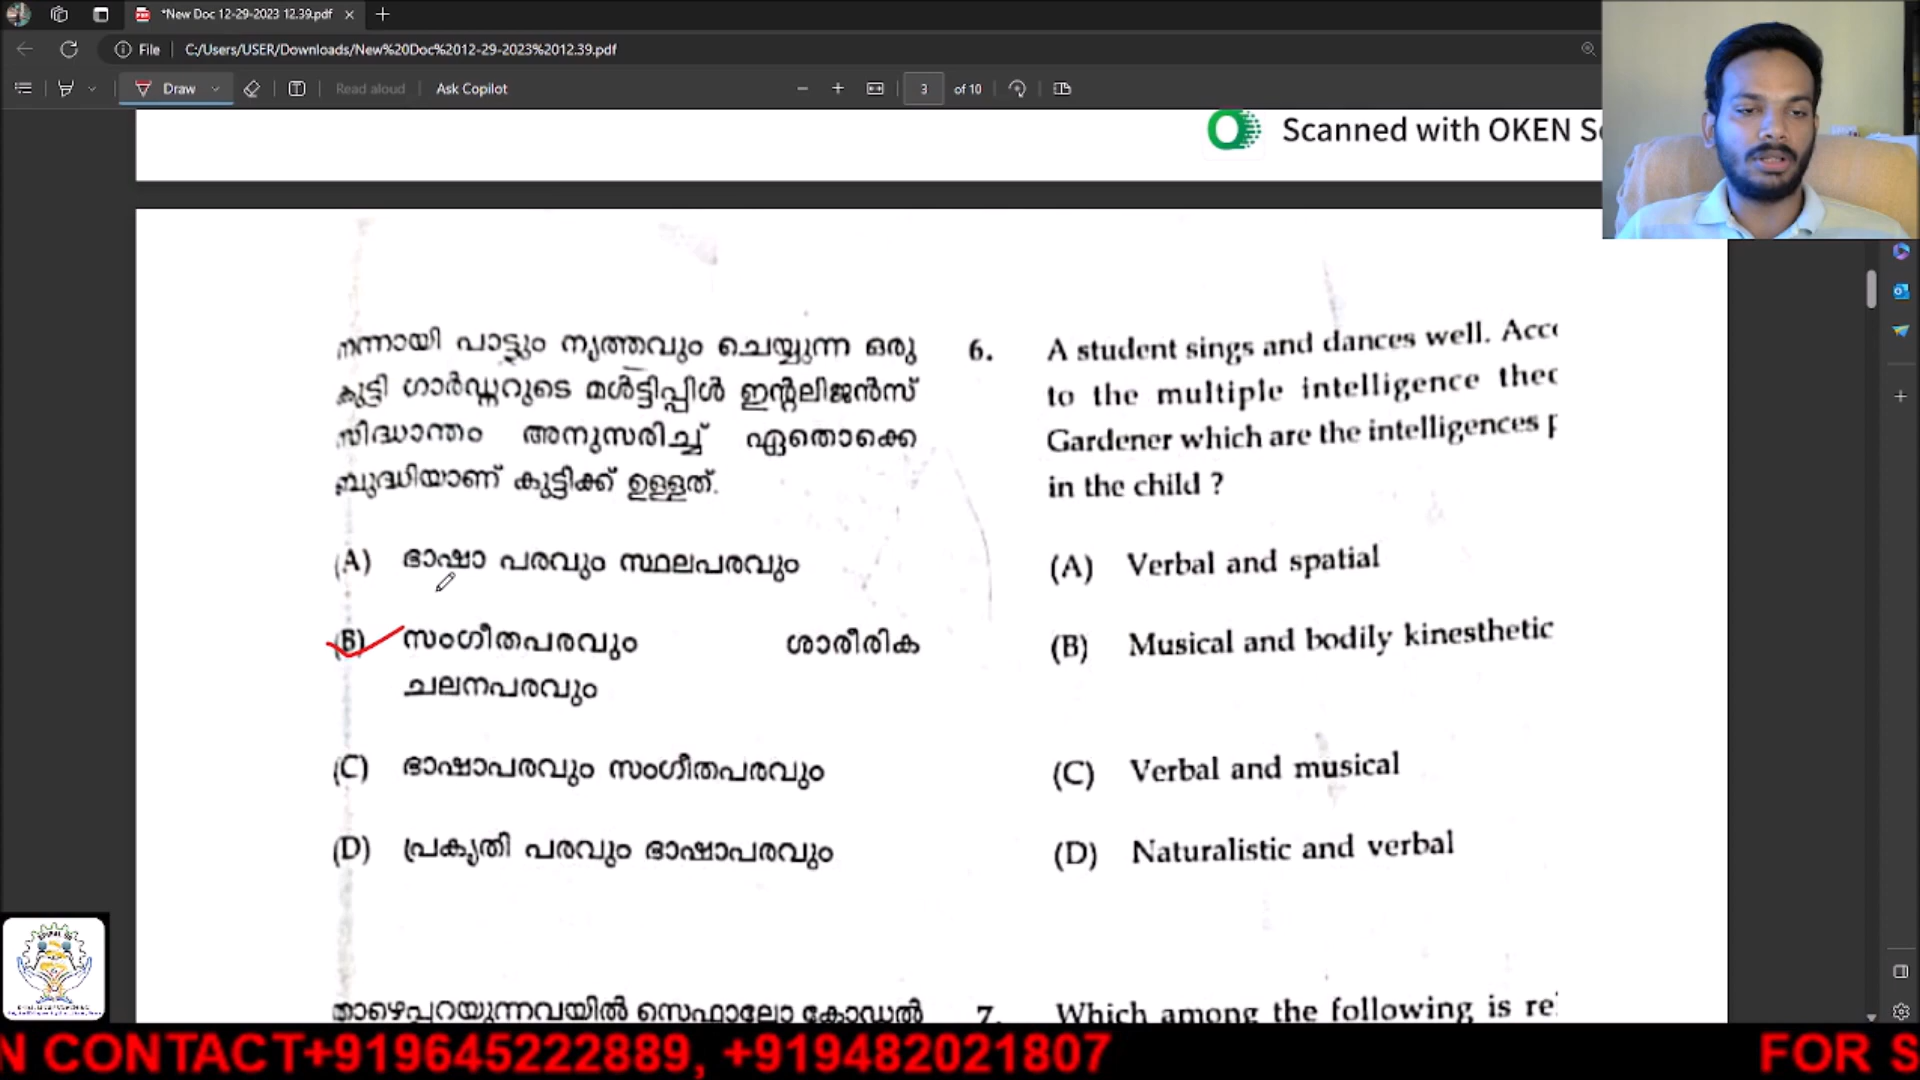 *New Doc 12-29-2023 12.39.pdf
File C:/Users/USER/Downloads/New%20Doc%2012-29-2023%2012.39.pdf
Draw Read aloud Ask Copilot 3 of 10
Scanned with OKEN
നന്നായി പാട്ടും നൃത്തവും ചെയ്യുന്ന ഒരു
കുട്ടി ഗാർഡ്ണറുടെ മൾട്ടിപ്പിൾ ഇന്റലിജൻസ്
സിദ്ധാന്തം അനുസരിച്ച് ഏതൊക്കെ
ബുദ്ധിയാണ് കുട്ടിക്ക് ഉള്ളത്.
(A) ഭാഷാ പരവും സ്ഥലപരവും
(B) സംഗീതപരവും ശാരീരിക
ചലനപരവും
(C) ഭാഷാപരവും സംഗീതപരവും
(D) പ്രകൃതി പരവും ഭാഷാപരവും
താഴെപ്പറയുന്നവയിൽ സെഫാലോ കോഡൽ
6. A student sings and dances well.
to the multiple intelligence
Gardener which are the intelligences
in the child ?
(A) Verbal and spatial
(B) Musical and bodily kinesthetic
(C) Verbal and musical
(D) Naturalistic and verbal
7. Which among the following is
N CONTACT+919645222889, +919482021807 FOR S